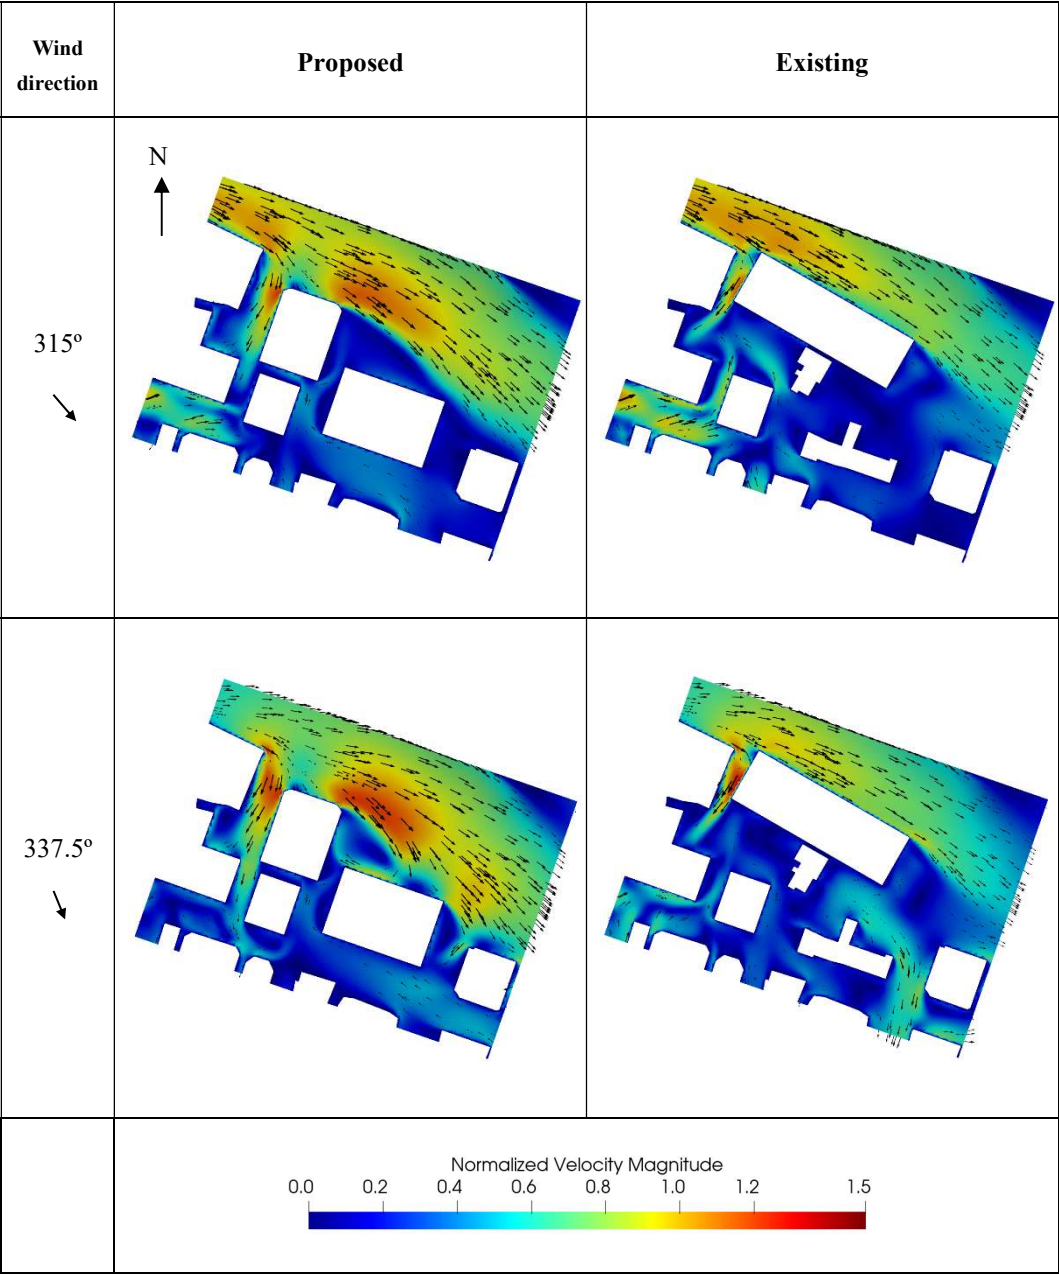 Wind
direction
Proposed
Existing
N
315º
337.5º
Normalized Velocity Magnitude
0.0 0.2 0.4 0.6 0.8 1.0 1.2 1.5